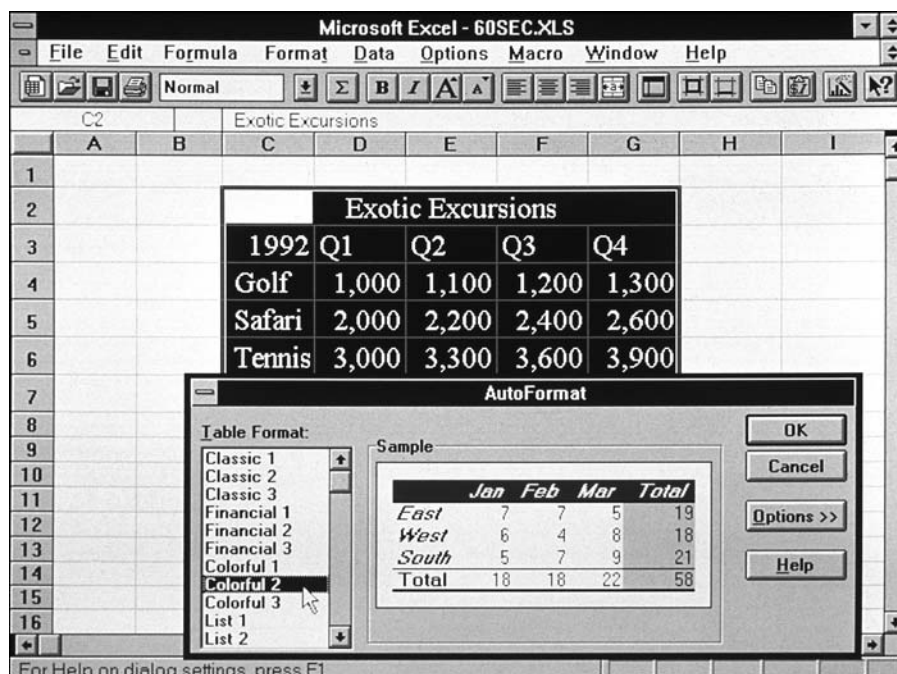 Microsoft Excel - 60SEC.XLS
File Edit Formula Format Data Options Macro Window Help
Normal Σ B I A A
C2 Exotic Excursions
A B C D E F G H I
1
2 Exotic Excursions
3 1992 Q1 Q2 Q3 Q4
4 Golf 1,000 1,100 1,200 1,300
5 Safari 2,000 2,200 2,400 2,600
6 Tennis 3,000 3,300 3,600 3,900
7
8
9
10
11
12
13
14
15
16
AutoFormat
Table Format:
Classic 1
Classic 2
Classic 3
Financial 1
Financial 2
Financial 3
Colorful 1
Colorful 2
Colorful 3
List 1
List 2
Sample
Jan Feb Mar Total
East 7 7 5 19
West 6 4 8 18
South 5 7 9 21
Total 18 18 22 58
OK
Cancel
Options >>
Help
For Help on dialog settings, press F1